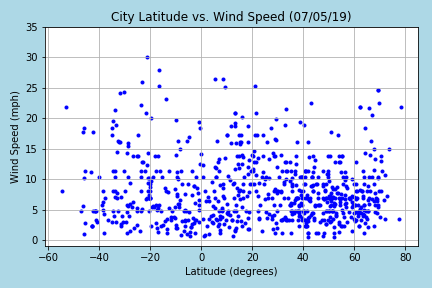 City Latitude vs. Wind Speed (07/05/19)
35
30
25
20
15
10
5
0
Wind Speed (mph)
−60 −40 −20 0 20 40 60 80
Latitude (degrees)